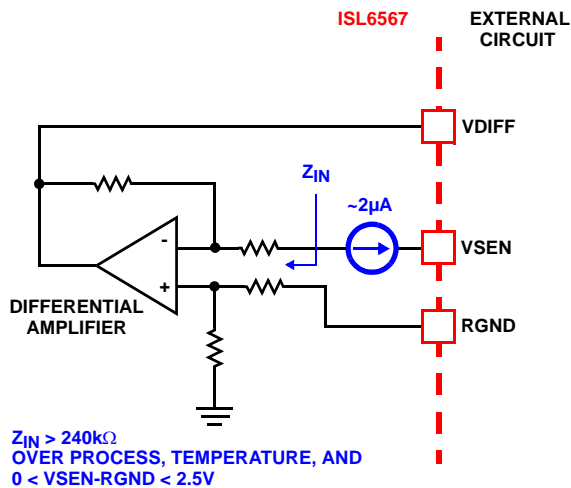 ISL6567
EXTERNAL
CIRCUIT
VDIFF
ZIN
~2µA
-
VSEN
+
DIFFERENTIAL
AMPLIFIER
RGND
ZIN > 240kΩ
OVER PROCESS, TEMPERATURE, AND
0 < VSEN-RGND < 2.5V